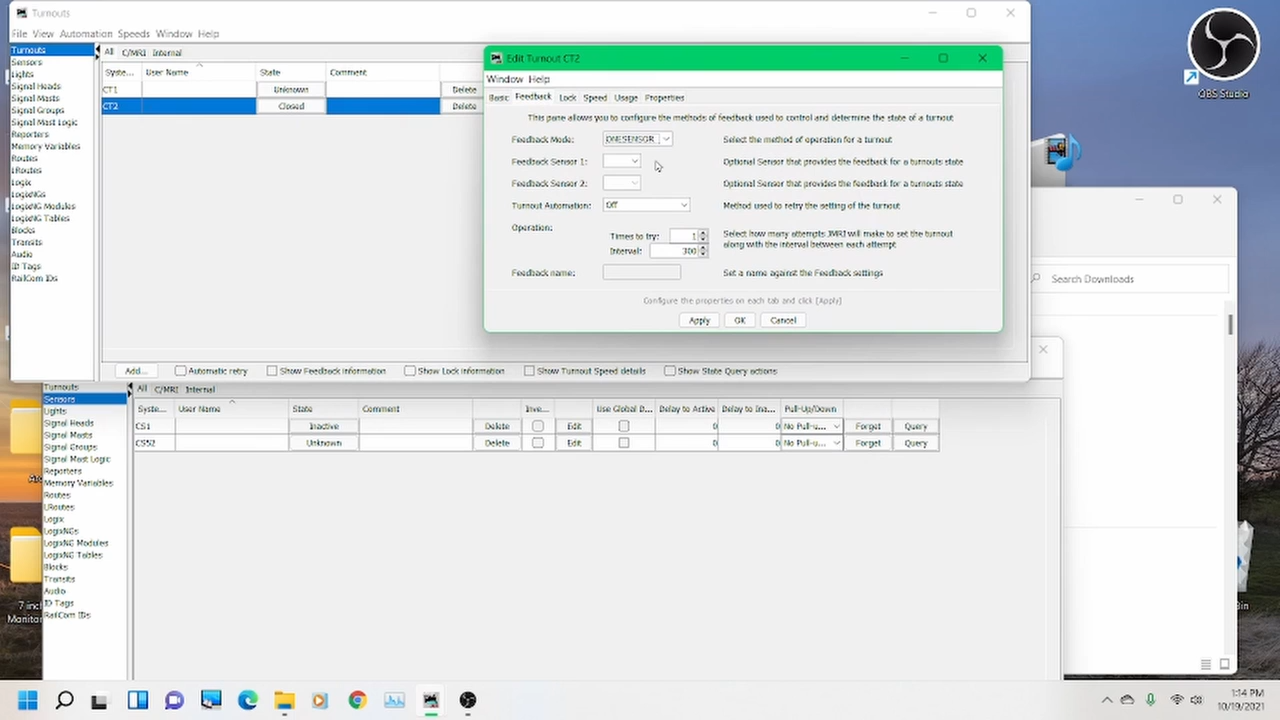 Turnouts
File View Automation Speeds Window Help
Turnouts
Sensors
Lights
Signal Heads
Signal Masts
Signal Groups
Signal Mast Logic
Reporters
Memory Variables
Routes
LRoutes
Logix
LogixNGs
LogixNG Modules
LogixNG Tables
Blocks
Transits
Audio
ID Tags
RailCom IDs
All C/MRI Internal
Syste... User Name State Comment
CT1 Unknown Delete
CT2 Closed Delete
Add... Automatic retry Show Feedback information Show Lock information Show Turnout Speed details Show State Query actions
Edit Turnout CT2
Window Help
Basic Feedback Lock Speed Usage Properties
This pane allows you to configure the methods of feedback used to control and determine the state of a turnout
Feedback Mode: ONESENSOR Select the method of operation for a turnout
Feedback Sensor 1: Optional Sensor that provides the feedback for a turnouts state
Feedback Sensor 2: Optional Sensor that provides the feedback for a turnouts state
Turnout Automation: Off Method used to retry the setting of the turnout
Operation:
Times to try: 1 Select how many attempts JMRI will make to set the turnout
Interval: 300 along with the interval between each attempt
Feedback name: Set a name against the Feedback settings
Configure the properties on each tab and click [Apply]
Apply OK Cancel
OBS Studio
Search Downloads
Turnouts
Sensors
Lights
Signal Heads
Signal Masts
Signal Groups
Signal Mast Logic
Reporters
Memory Variables
Routes
LRoutes
Logix
LogixNGs
LogixNG Modules
LogixNG Tables
Blocks
Transits
Audio
ID Tags
RailCom IDs
All C/MRI Internal
Syste... User Name State Comment Inve... Use Global D... Delay to Active Delay to Ina... Pull-Up/Down
CS1 Inactive Delete Edit 0 0 No Pull-u... Forget Query
CS52 Unknown Delete Edit 0 0 No Pull-u... Forget Query
7 inc
Monito
1:14 PM
10/19/2021